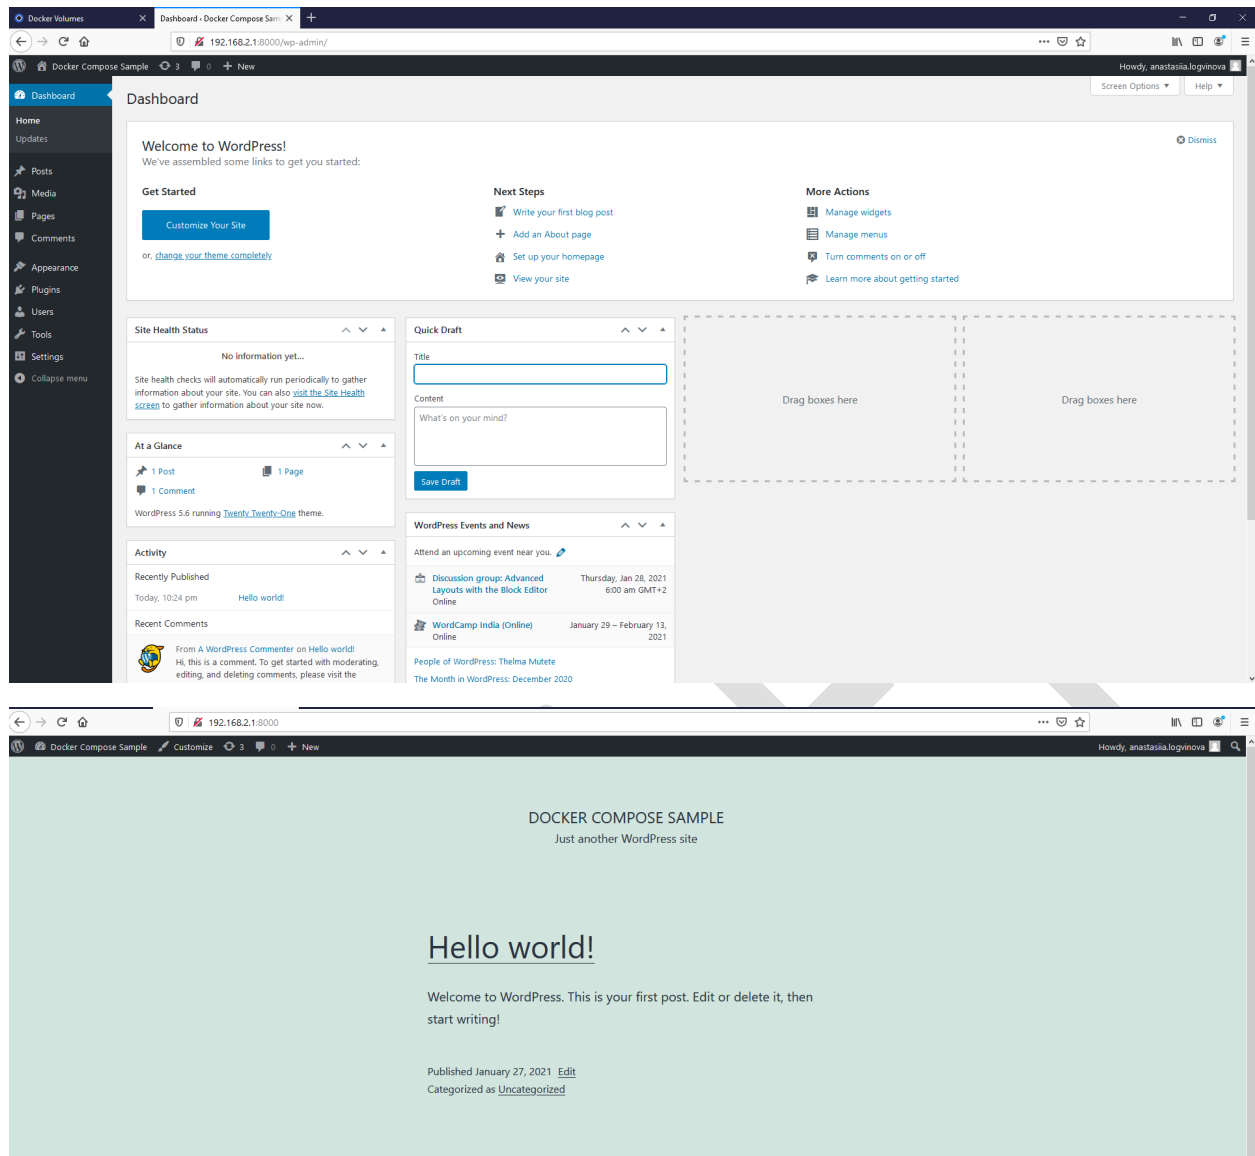 Docker Volumes
Dashboard ‹ Docker Compose Sam
192.168.2.1:8000/wp-admin/
Docker Compose Sample 3 0 New
Howdy, anastasiia.logvinova
Screen Options Help
Dashboard
Home
Updates
Posts
Media
Pages
Comments
Appearance
Plugins
Users
Tools
Settings
Collapse menu
Dashboard
Welcome to WordPress!
We've assembled some links to get you started:
Dismiss
Get Started
Customize Your Site
or, change your theme completely
Next Steps
Write your first blog post
Add an About page
Set up your homepage
View your site
More Actions
Manage widgets
Manage menus
Turn comments on or off
Learn more about getting started
Site Health Status
No information yet...
Site health checks will automatically run periodically to gather
information about your site. You can also visit the Site Health
screen to gather information about your site now.
At a Glance
1 Post
1 Page
1 Comment
WordPress 5.6 running Twenty Twenty-One theme.
Activity
Recently Published
Today, 10:24 pm Hello world!
Recent Comments
From A WordPress Commenter on Hello world!
Hi, this is a comment. To get started with moderating,
editing, and deleting comments, please visit the
Quick Draft
Title
Content
What's on your mind?
Save Draft
WordPress Events and News
Attend an upcoming event near you.
Discussion group: Advanced Thursday, Jan 28, 2021
Layouts with the Block Editor 6:00 am GMT+2
Online
WordCamp India (Online) January 29 – February 13,
Online 2021
People of WordPress: Thelma Mutete
The Month in WordPress: December 2020
Drag boxes here
Drag boxes here
192.168.2.1:8000
Docker Compose Sample Customize 3 0 New
Howdy, anastasiia.logvinova
DOCKER COMPOSE SAMPLE
Just another WordPress site
Hello world!
Welcome to WordPress. This is your first post. Edit or delete it, then
start writing!
Published January 27, 2021 Edit
Categorized as Uncategorized